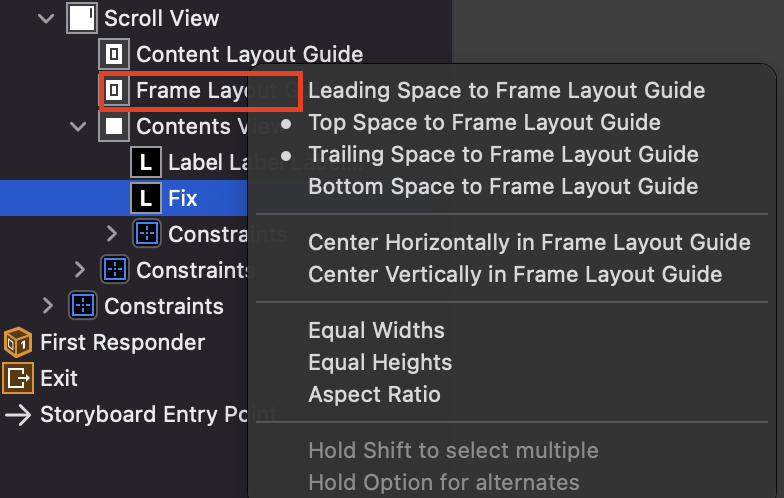 Scroll View
Content Layout Guide
Frame Layout G
Contents V
Label Label Label...
Fix
Constraints
Constraints
Constraints
First Responder
Exit
Storyboard Entry Point
Leading Space to Frame Layout Guide
Top Space to Frame Layout Guide
Trailing Space to Frame Layout Guide
Bottom Space to Frame Layout Guide
Center Horizontally in Frame Layout Guide
Center Vertically in Frame Layout Guide
Equal Widths
Equal Heights
Aspect Ratio
Hold Shift to select multiple
Hold Option for alternates